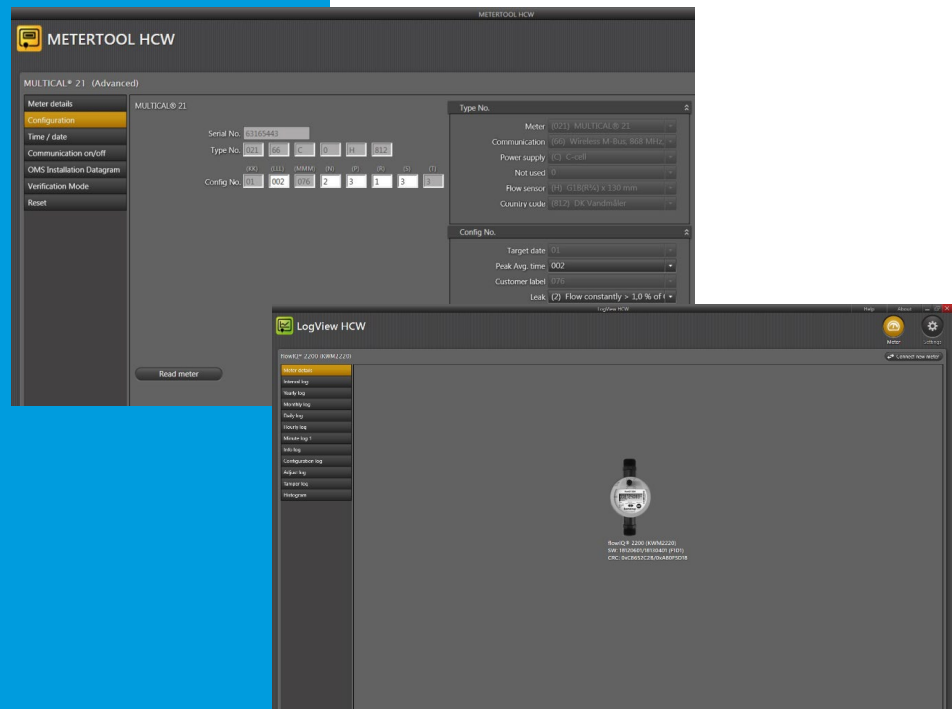 METERTOOL HCW
METERTOOL HCW
MULTICAL® 21 (Advanced)
Meter details
Configuration
Time / date
Communication on/off
OMS Installation Datagram
Verification Mode
Reset
MULTICAL® 21
Serial No. 63165443
Type No. 021 66 C 0 H 812
(KK) (LLL) (MMM) (N) (P) (R) (S) (T)
Config No. 01 002 076 2 3 1 3 3
Read meter
Type No.
Meter (021) MULTICAL® 21
Communication (66) Wireless M-Bus, 868 MHz,
Power supply (C) C-cell
Not used 0
Flow sensor (H) G1B(R¾) x 130 mm
Country code (812) DK Vandmåler
Config No.
Target date 01
Peak Avg. time 002
Customer label 076
Leak (2) Flow constantly > 1,0 % of
LogView HCW
Help About
LogView HCW
Meter Settings
flowIQ® 2200 (KWM2220)
Connect new meter
Meter details
Interval log
Yearly log
Monthly log
Daily log
Hourly log
Minute log 1
Info log
Configuration log
Adjust log
Tamper log
Histogram
flowIQ® 2200 (KWM2220)